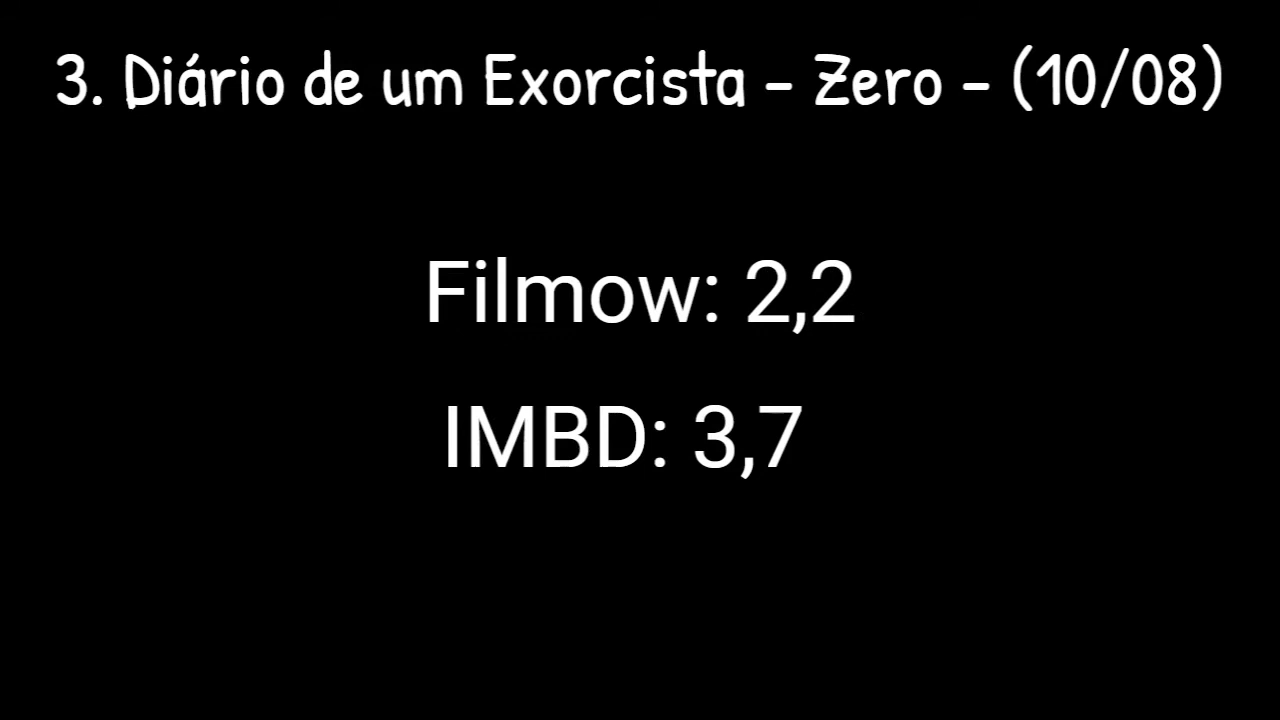 3. Diário de um Exorcista - Zero - (10/08)
Filmow: 2,2
IMBD: 3,7